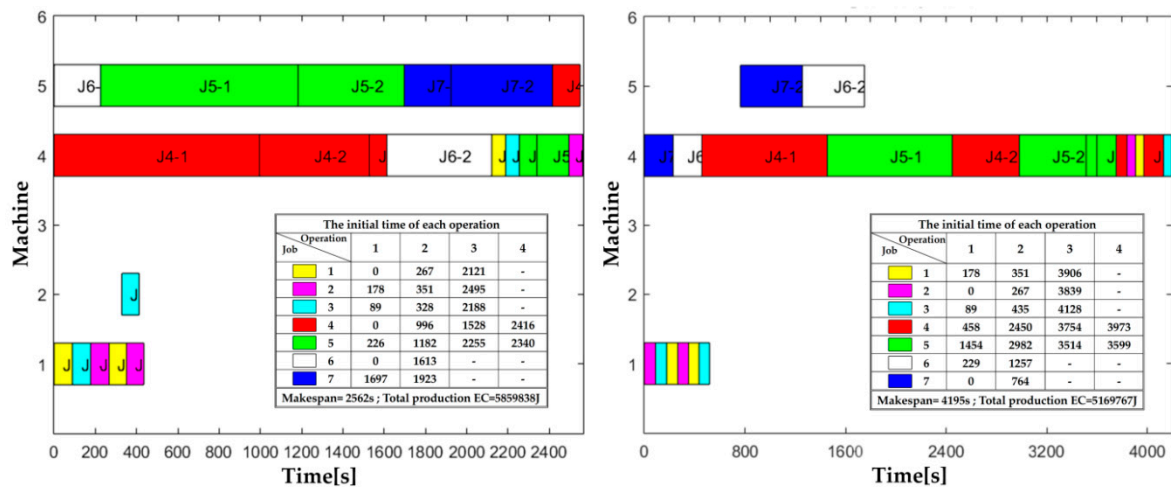 6
J6- J5-1 J5-2 J7- J7-2 J4
5
J4-1 J4-2 J J6-2 J J J J5 J
4
Machine
3
J
2
J J J J J
1
The initial time of each operation
Operation
Job 1 2 3 4
1 0 267 2121 -
2 178 351 2495 -
3 89 328 2188 -
4 0 996 1528 2416
5 226 1182 2255 2340
6 0 1613 - -
7 1697 1923 - -
Makespan= 2562s ; Total production EC=5859838J
0 200 400 600 800 1000 1200 1400 1600 1800 2000 2200 2400
Time[s]
6
J7-2 J6-2
5
J7 J6 J4-1 J5-1 J4-2 J5-2
4
Machine
3
2
1
The initial time of each operation
Operation
Job 1 2 3 4
1 178 351 3906 -
2 0 267 3839 -
3 89 435 4128 -
4 458 2450 3754 3973
5 1454 2982 3514 3599
6 229 1257 - -
7 0 764 - -
Makespan= 4195s ; Total production EC=5169767J
0 800 1600 2400 3200 4000
Time[s]